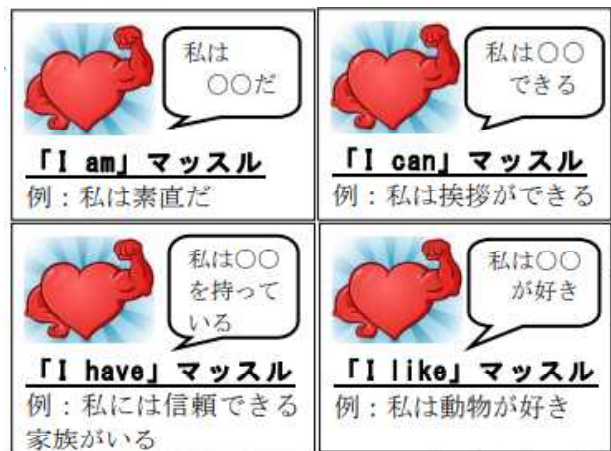 私は
○○だ
「I am」マッスル
例：私は素直だ
私は○○
できる
「I can」マッスル
例：私は挨拶ができる
私は○○
を持って
いる
「I have」マッスル
例：私には信頼できる
家族がいる
私は○○
が好き
「I like」マッスル
例：私は動物が好き